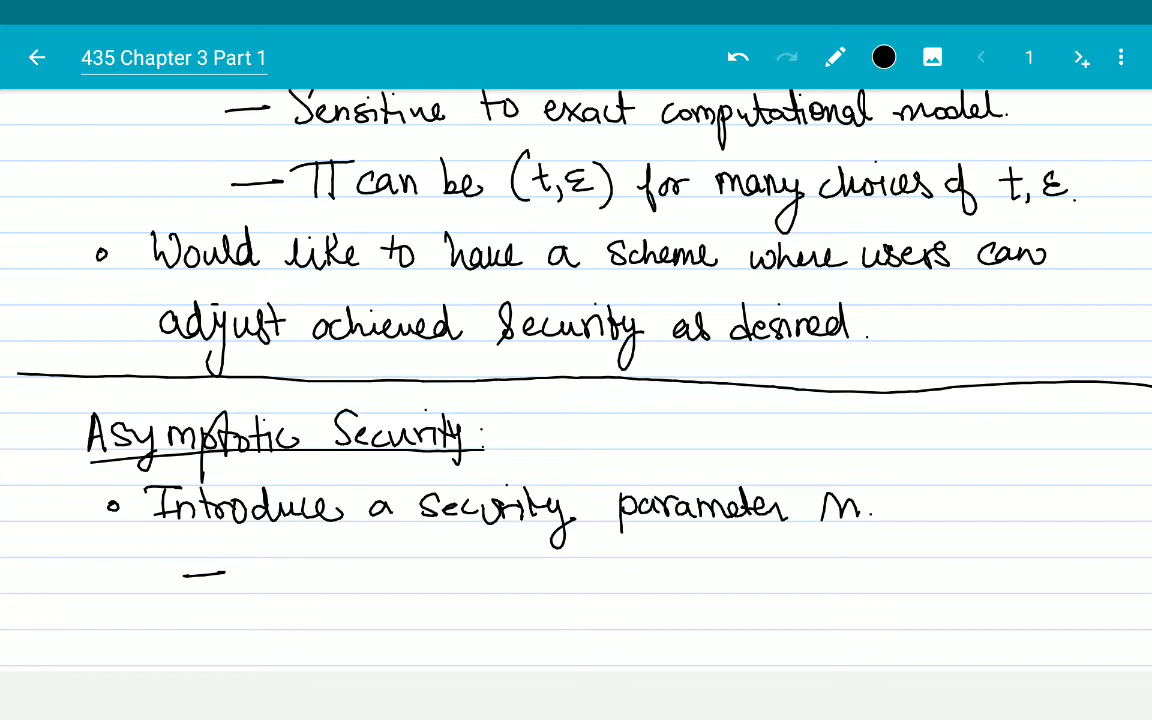 435 Chapter 3 Part 1
1
— Sensitive to exact computational model.
— Π can be (t,ε) for many choices of t, ε.
• Would like to have a scheme where users can
adjust achieved security as desired.
Asymptotic Security:
• Introduce a security parameter n.
—